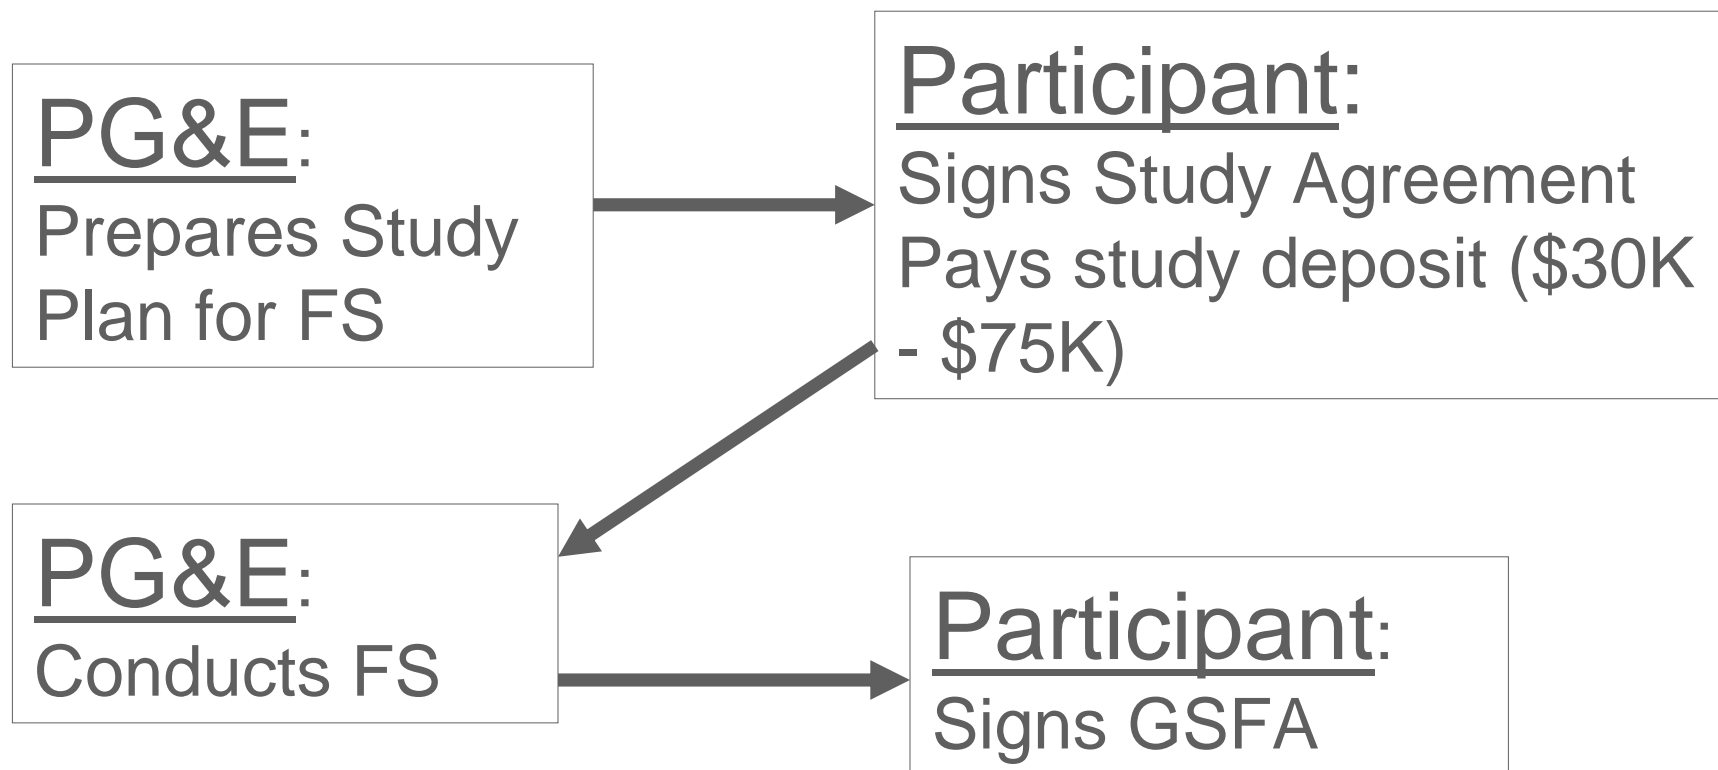 PG&E:
Prepares Study
Plan for FS
Participant:
Signs Study Agreement
Pays study deposit ($30K
- $75K)
PG&E:
Conducts FS
Participant:
Signs GSFA